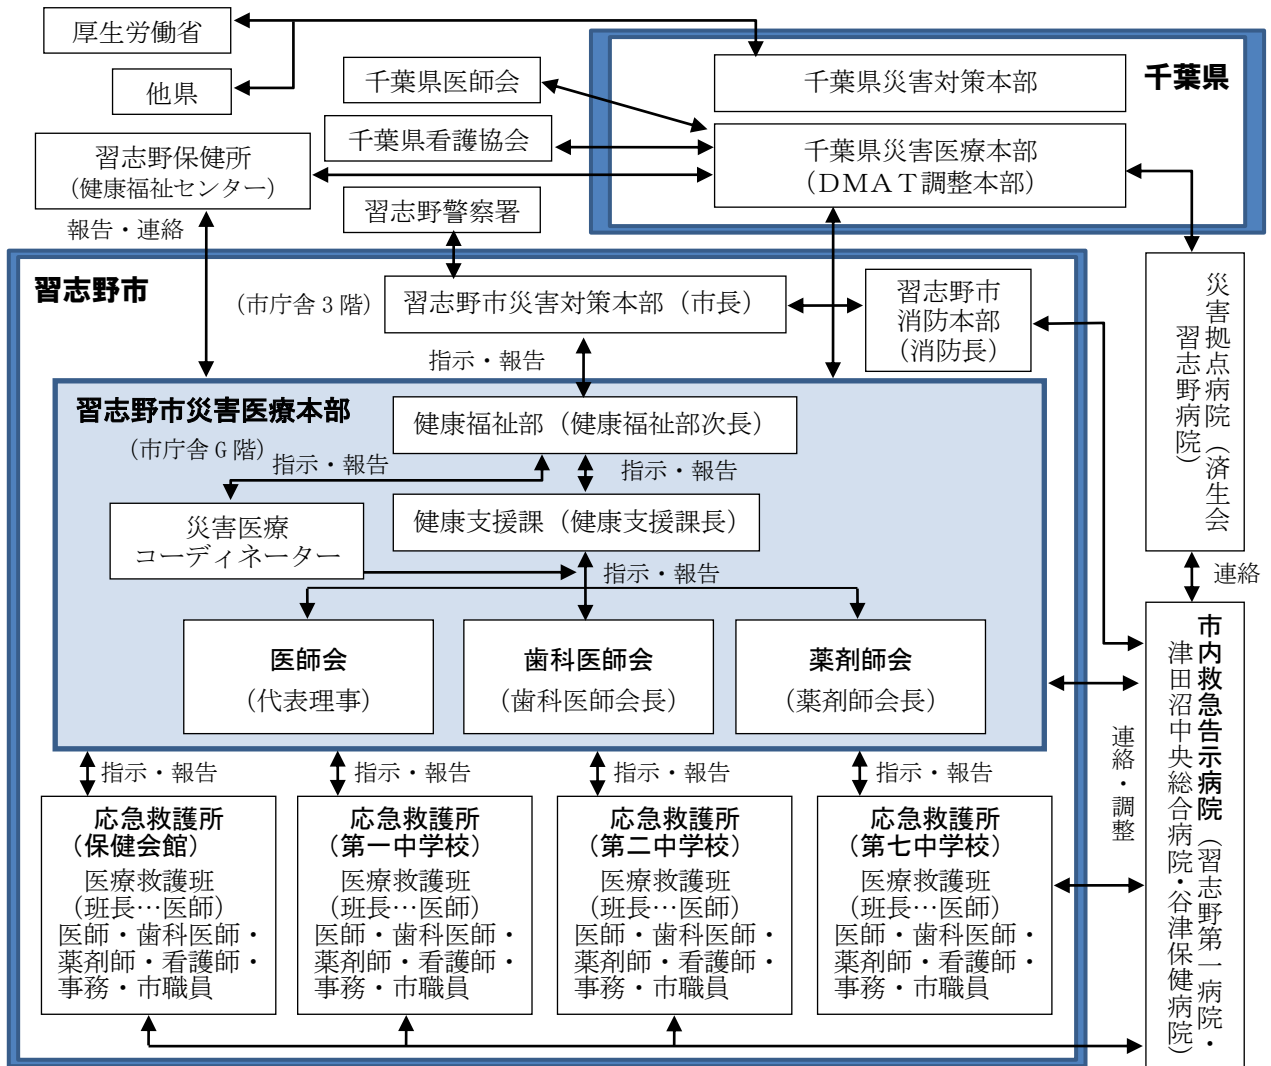 厚生労働省
他県
千葉県
千葉県災害対策本部
千葉県医師会
千葉県看護協会
千葉県災害医療本部
（DMAT調整本部）
習志野保健所
（健康福祉センター）
報告・連絡
習志野警察署
習志野市
（市庁舎3階）
習志野市災害対策本部（市長）
習志野市
消防本部
（消防長）
災害拠点病院（済生会
習志野病院）
指示・報告
習志野市災害医療本部
（市庁舎G階）
健康福祉部（健康福祉部次長）
指示・報告
指示・報告
災害医療
コーディネーター
健康支援課（健康支援課長）
指示・報告
連絡
医師会
（代表理事）
歯科医師会
（歯科医師会長）
薬剤師会
（薬剤師会長）
市内救急告示病院（習志野第一病院・
津田沼中央総合病院・谷津保健病院）
連絡・調整
指示・報告
指示・報告
指示・報告
指示・報告
応急救護所
（保健会館）
医療救護班
（班長…医師）
医師・歯科医師・
薬剤師・看護師・
事務・市職員
応急救護所
（第一中学校）
医療救護班
（班長…医師）
医師・歯科医師・
薬剤師・看護師・
事務・市職員
応急救護所
（第二中学校）
医療救護班
（班長…医師）
医師・歯科医師・
薬剤師・看護師・
事務・市職員
応急救護所
（第七中学校）
医療救護班
（班長…医師）
医師・歯科医師・
薬剤師・看護師・
事務・市職員